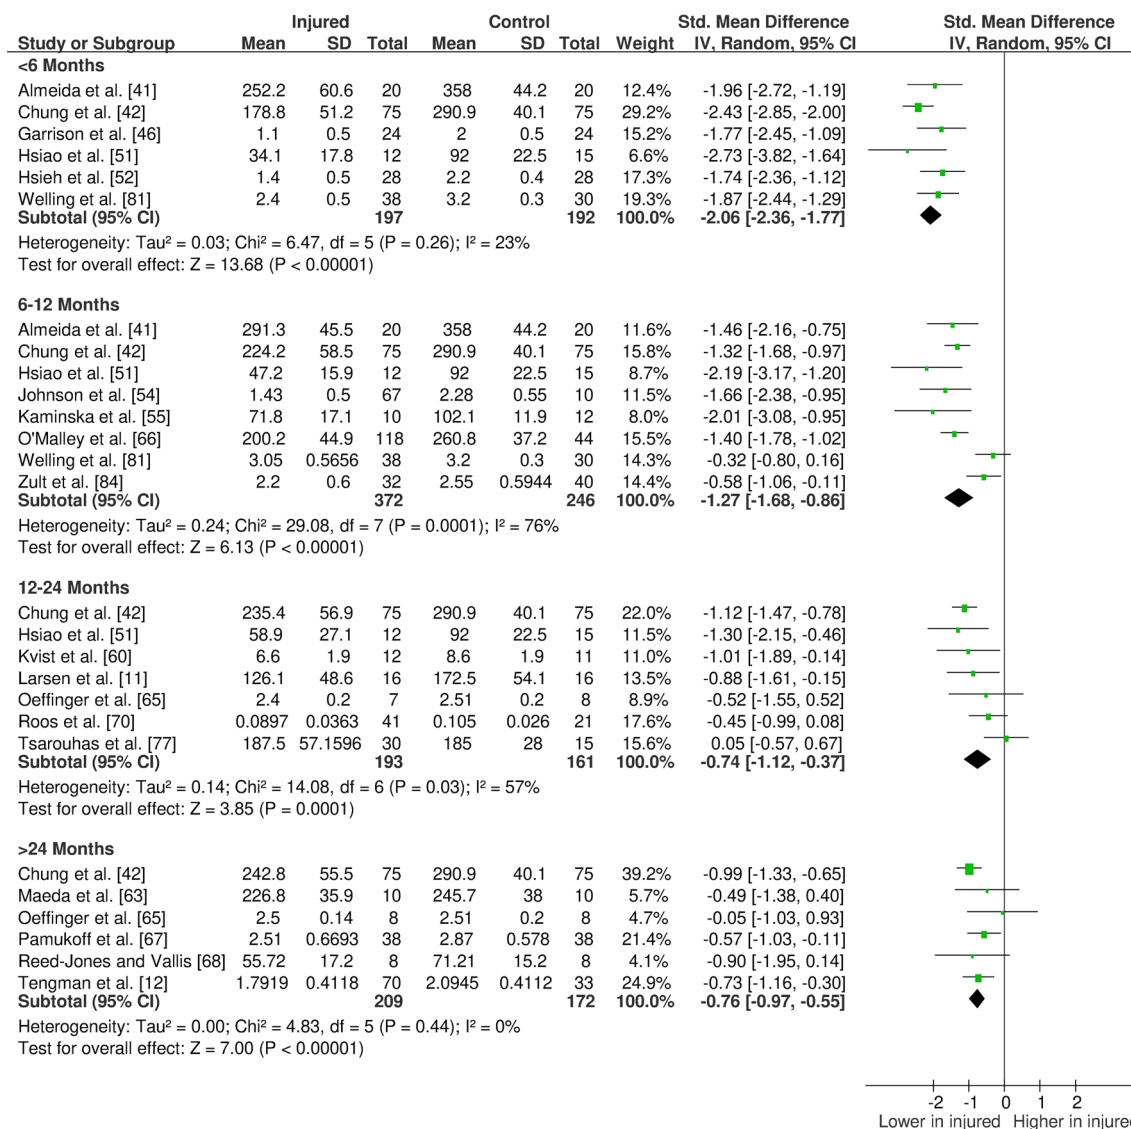 Injured Control Std. Mean Difference Std. Mean Difference
Study or Subgroup Mean SD Total Mean SD Total Weight IV, Random, 95% CI IV, Random, 95% CI
<6 Months
Almeida et al. [41] 252.2 60.6 20 358 44.2 20 12.4% -1.96 [-2.72, -1.19]
Chung et al. [42] 178.8 51.2 75 290.9 40.1 75 29.2% -2.43 [-2.85, -2.00]
Garrison et al. [46] 1.1 0.5 24 2 0.5 24 15.2% -1.77 [-2.45, -1.09]
Hsiao et al. [51] 34.1 17.8 12 92 22.5 15 6.6% -2.73 [-3.82, -1.64]
Hsieh et al. [52] 1.4 0.5 28 2.2 0.4 28 17.3% -1.74 [-2.36, -1.12]
Welling et al. [81] 2.4 0.5 38 3.2 0.3 30 19.3% -1.87 [-2.44, -1.29]
Subtotal (95% CI) 197 192 100.0% -2.06 [-2.36, -1.77]
Heterogeneity: Tau² = 0.03; Chi² = 6.47, df = 5 (P = 0.26); I² = 23%
Test for overall effect: Z = 13.68 (P < 0.00001)
6-12 Months
Almeida et al. [41] 291.3 45.5 20 358 44.2 20 11.6% -1.46 [-2.16, -0.75]
Chung et al. [42] 224.2 58.5 75 290.9 40.1 75 15.8% -1.32 [-1.68, -0.97]
Hsiao et al. [51] 47.2 15.9 12 92 22.5 15 8.7% -2.19 [-3.17, -1.20]
Johnson et al. [54] 1.43 0.5 67 2.28 0.55 10 11.5% -1.66 [-2.38, -0.95]
Kaminska et al. [55] 71.8 17.1 10 102.1 11.9 12 8.0% -2.01 [-3.08, -0.95]
O'Malley et al. [66] 200.2 44.9 118 260.8 37.2 44 15.5% -1.40 [-1.78, -1.02]
Welling et al. [81] 3.05 0.5656 38 3.2 0.3 30 14.3% -0.32 [-0.80, 0.16]
Zult et al. [84] 2.2 0.6 32 2.55 0.5944 40 14.4% -0.58 [-1.06, -0.11]
Subtotal (95% CI) 372 246 100.0% -1.27 [-1.68, -0.86]
Heterogeneity: Tau² = 0.24; Chi² = 29.08, df = 7 (P = 0.0001); I² = 76%
Test for overall effect: Z = 6.13 (P < 0.00001)
12-24 Months
Chung et al. [42] 235.4 56.9 75 290.9 40.1 75 22.0% -1.12 [-1.47, -0.78]
Hsiao et al. [51] 58.9 27.1 12 92 22.5 15 11.5% -1.30 [-2.15, -0.46]
Kvist et al. [60] 6.6 1.9 12 8.6 1.9 11 11.0% -1.01 [-1.89, -0.14]
Larsen et al. [11] 126.1 48.6 16 172.5 54.1 16 13.5% -0.88 [-1.61, -0.15]
Oeffinger et al. [65] 2.4 0.2 7 2.51 0.2 8 8.9% -0.52 [-1.55, 0.52]
Roos et al. [70] 0.0897 0.0363 41 0.105 0.026 21 17.6% -0.45 [-0.99, 0.08]
Tsarouhas et al. [77] 187.5 57.1596 30 185 28 15 15.6% 0.05 [-0.57, 0.67]
Subtotal (95% CI) 193 161 100.0% -0.74 [-1.12, -0.37]
Heterogeneity: Tau² = 0.14; Chi² = 14.08, df = 6 (P = 0.03); I² = 57%
Test for overall effect: Z = 3.85 (P = 0.0001)
>24 Months
Chung et al. [42] 242.8 55.5 75 290.9 40.1 75 39.2% -0.99 [-1.33, -0.65]
Maeda et al. [63] 226.8 35.9 10 245.7 38 10 5.7% -0.49 [-1.38, 0.40]
Oeffinger et al. [65] 2.5 0.14 8 2.51 0.2 8 4.7% -0.05 [-1.03, 0.93]
Pamukoff et al. [67] 2.51 0.6693 38 2.87 0.578 38 21.4% -0.57 [-1.03, -0.11]
Reed-Jones and Vallis [68] 55.72 17.2 8 71.21 15.2 8 4.1% -0.90 [-1.95, 0.14]
Tengman et al. [12] 1.7919 0.4118 70 2.0945 0.4112 33 24.9% -0.73 [-1.16, -0.30]
Subtotal (95% CI) 209 172 100.0% -0.76 [-0.97, -0.55]
Heterogeneity: Tau² = 0.00; Chi² = 4.83, df = 5 (P = 0.44); I² = 0%
Test for overall effect: Z = 7.00 (P < 0.00001)
-2 -1 0 1 2
Lower in injured Higher in injured